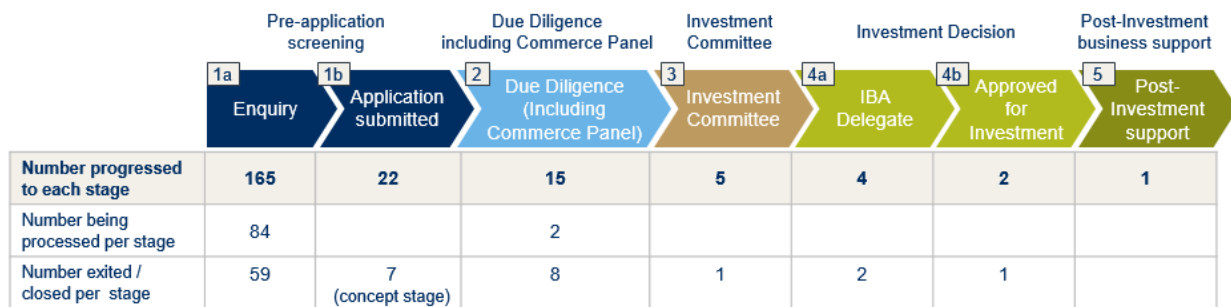 Pre-application
screening
Due Diligence
including Commerce Panel
Investment
Committee
Investment Decision
Post-Investment
business support
1a
Enquiry
1b
Application
submitted
2
Due Diligence
(Including
Commerce Panel)
3
Investment
Committee
4a
IBA
Delegate
4b
Approved
for
Investment
5
Post-
Investment
support
Number progressed
to each stage
165
22
15
5
4
2
1
Number being
processed per stage
84
2
Number exited /
closed per stage
59
7
(concept stage)
8
1
2
1